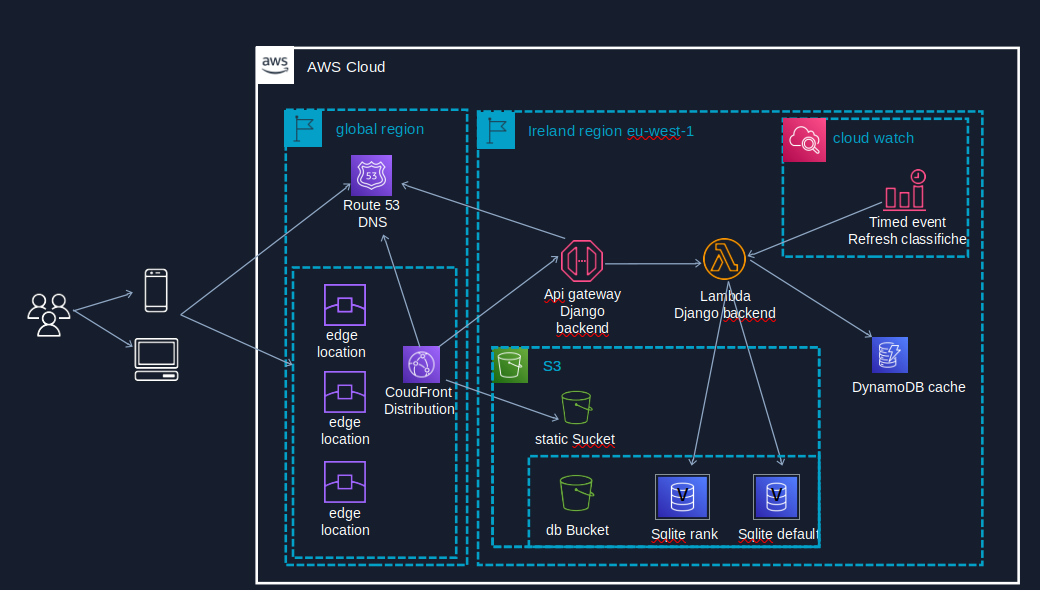 aws
AWS Cloud
global region
Ireland region eu-west-1
cloud watch
53
Route 53
DNS
Timed event
Refresh classifiche
Api gateway
Django
backend
Lambda
Django backend
edge
location
S3
CoudFront
Distribution
DynamoDB cache
edge
location
static Sucket
edge
location
db Bucket
V
Sqlite rank
V
Sqlite default